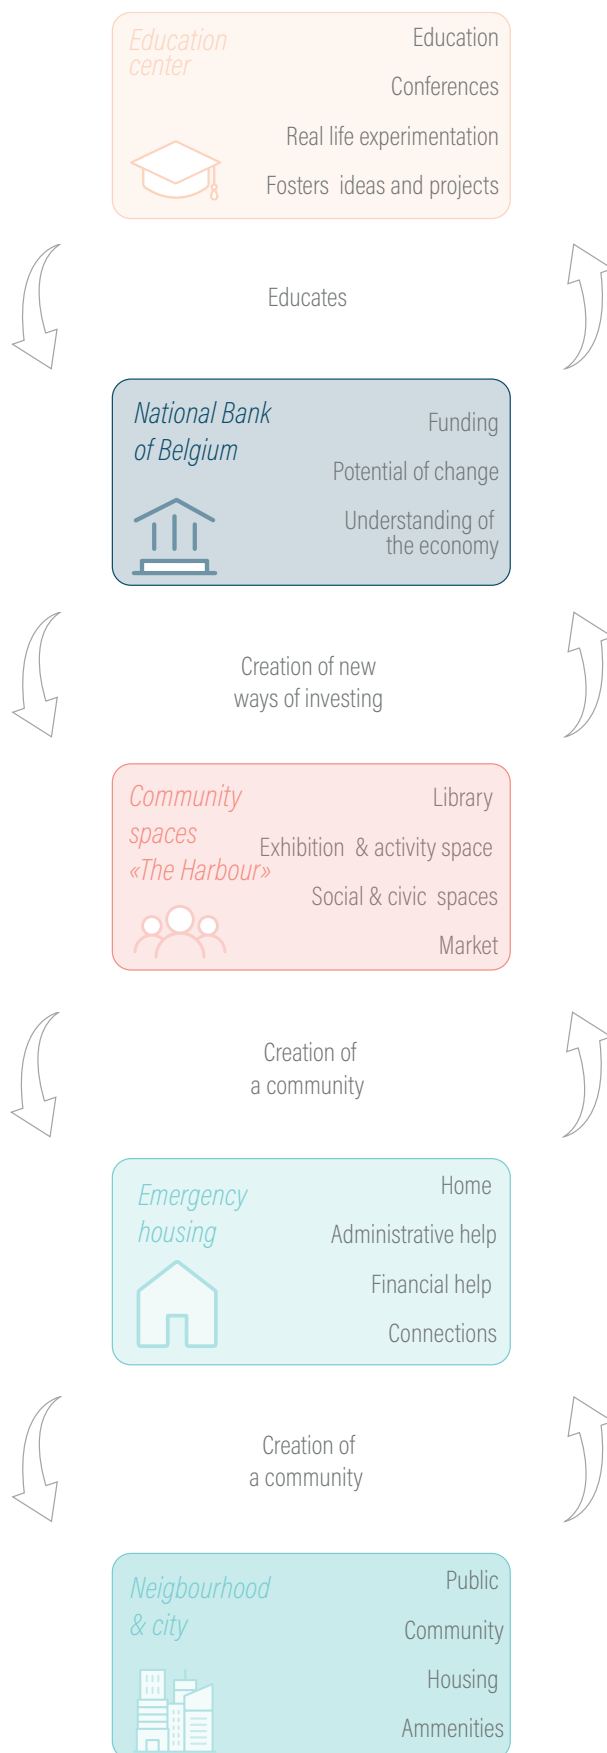 Education
center
Education
Conferences
Real life experimentation
Fosters ideas and projects
Educates
National Bank
of Belgium
Funding
Potential of change
Understanding of
the economy
Creation of new
ways of investing
Community
spaces
«The Harbour»
Library
Exhibition & activity space
Social & civic spaces
Market
Creation of
a community
Emergency
housing
Home
Administrative help
Financial help
Connections
Creation of
a community
Neigbourhood
& city
Public
Community
Housing
Ammenities